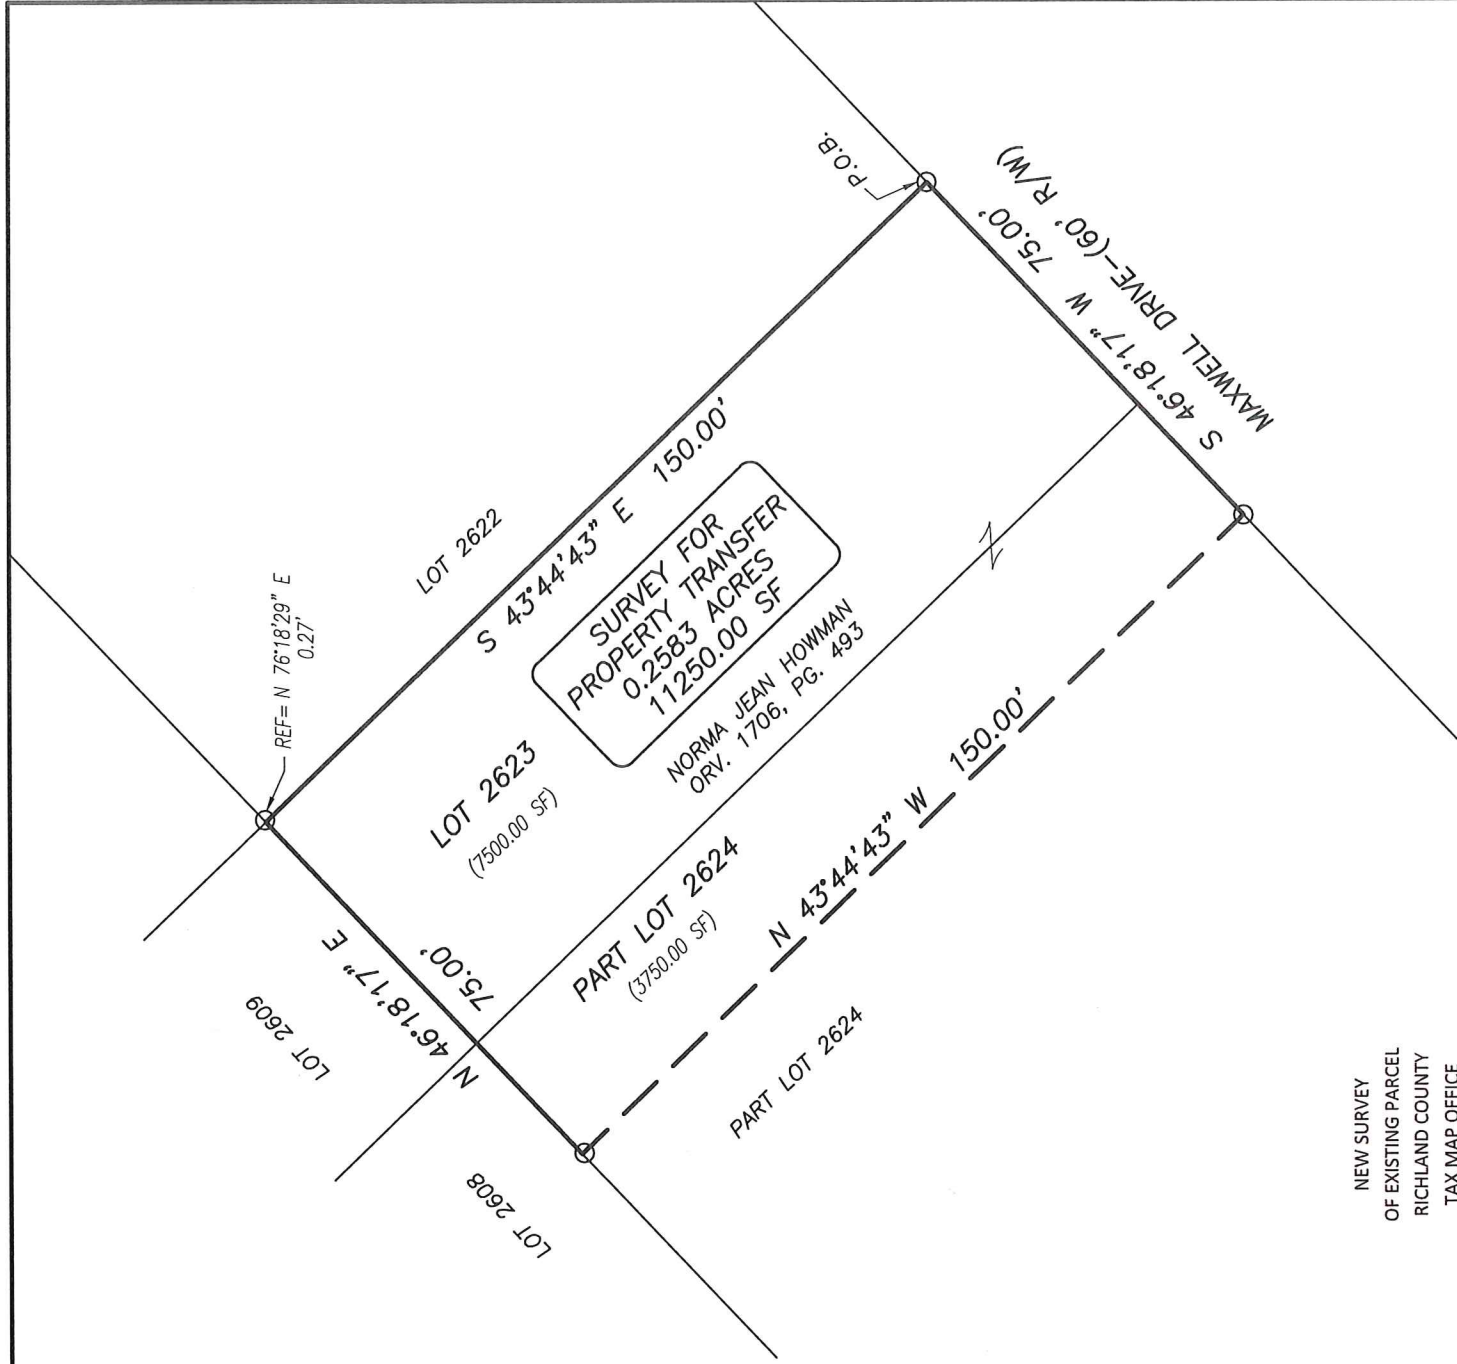 P.O.B.
MAXWELL DRIVE-(60' R/W)
S 46°18'17" W 75.00'
REF= N 76°18'29" E
0.27'
LOT 2622
S 43°44'43" E 150.00'
SURVEY FOR
PROPERTY TRANSFER
0.2583 ACRES
11250.00 SF
LOT 2623
(7500.00 SF)
NORMA JEAN HOWMAN
ORV. 1706, PG. 493
N 46°18'17" E
75.00'
LOT 2609
PART LOT 2624
(3750.00 SF)
N 43°44'43" W 150.00'
PART LOT 2624
LOT 2608
NEW SURVEY
OF EXISTING PARCEL
RICHLAND COUNTY
TAX MAP OFFICE